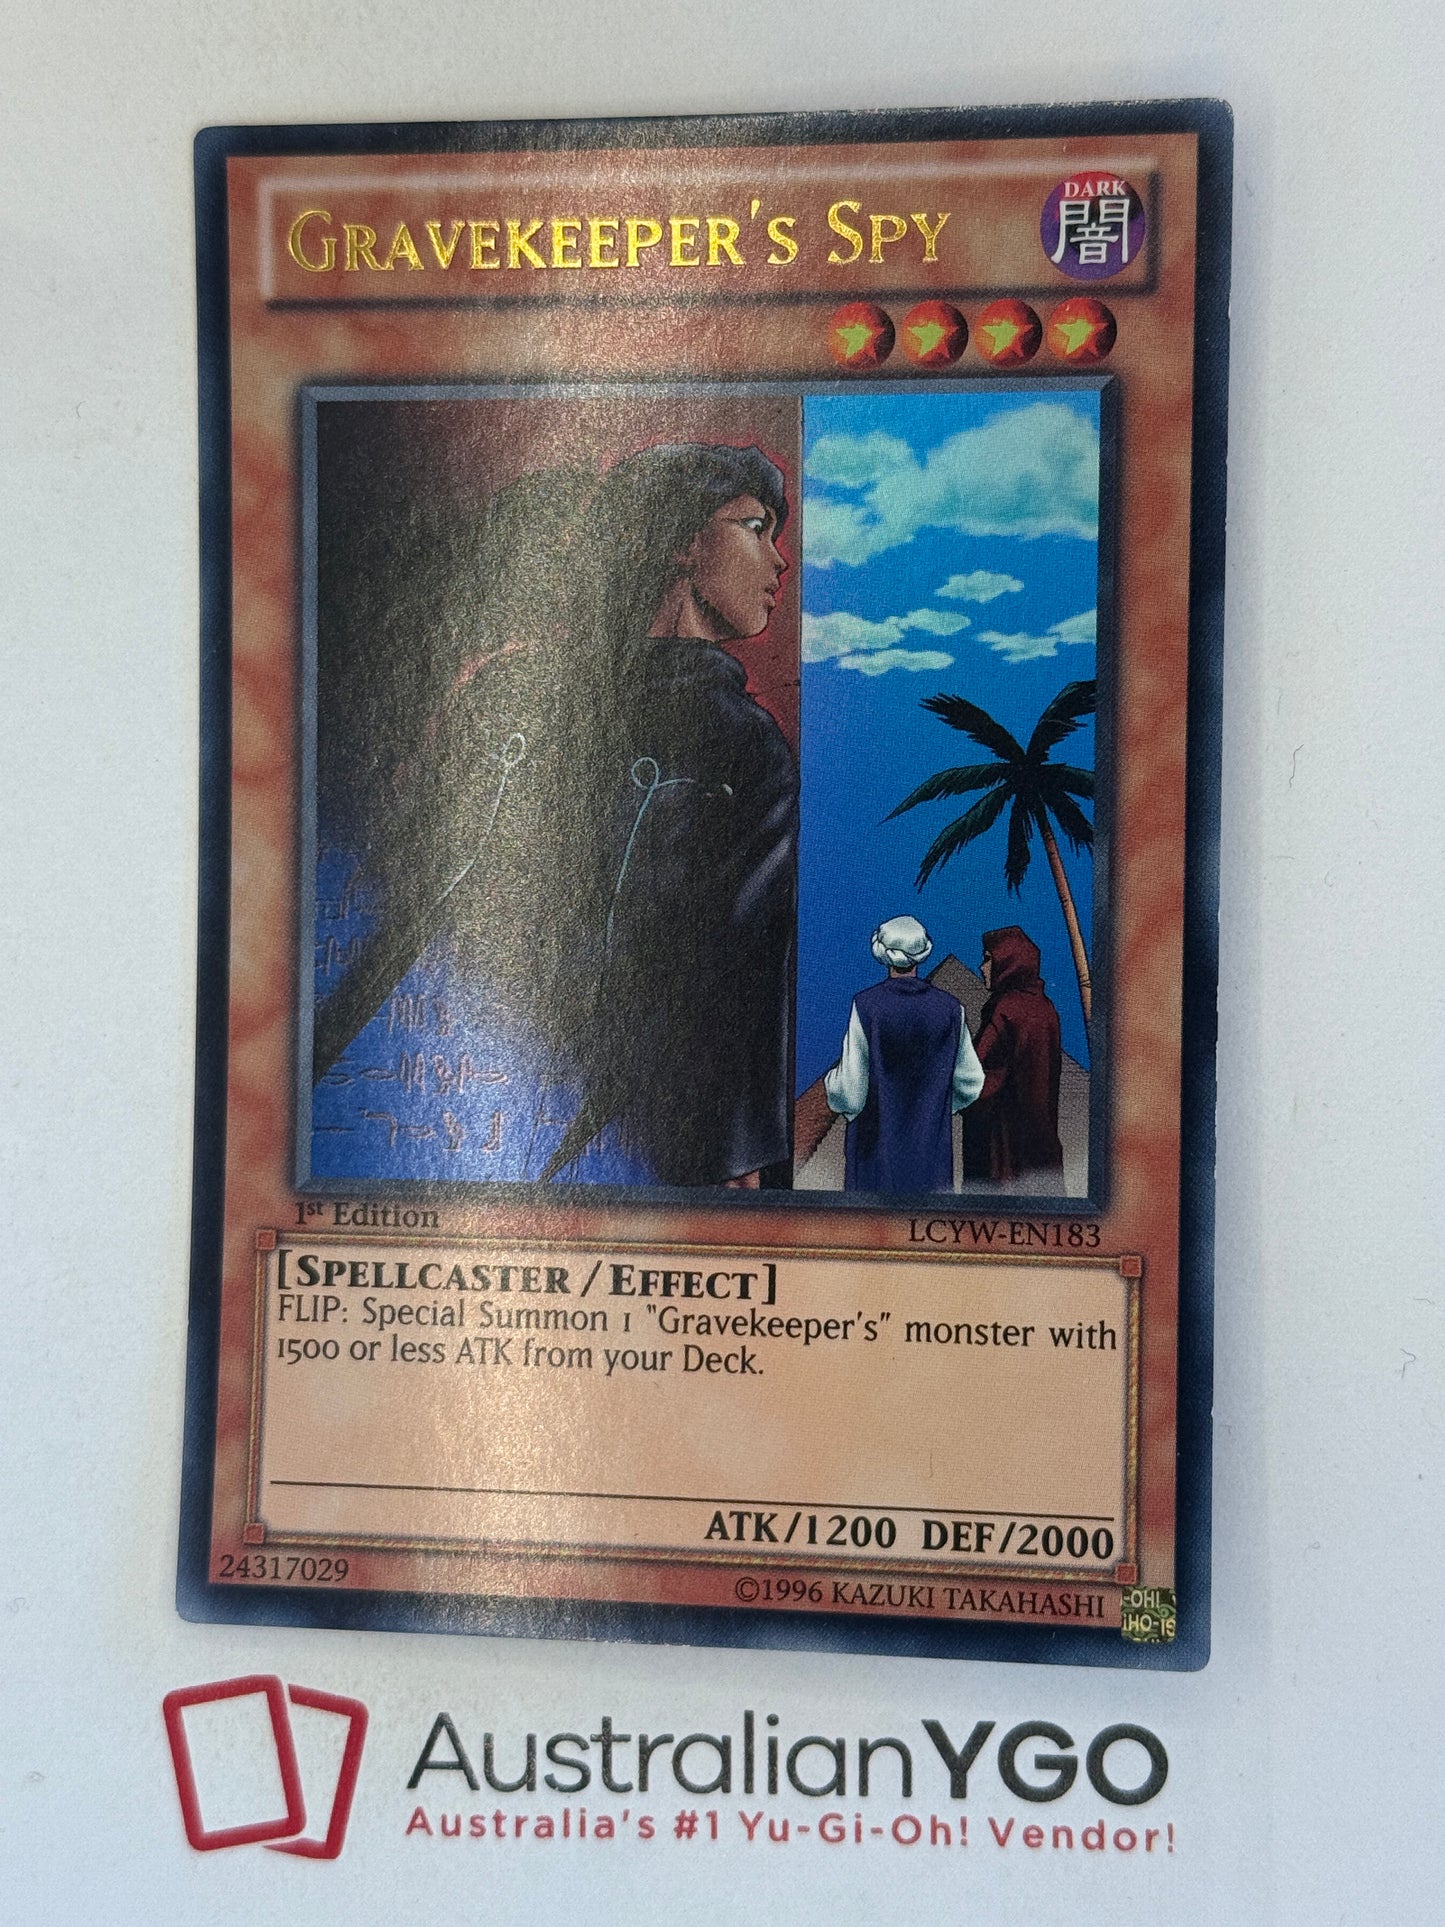 GRAVEKEEPER'S SPY
DARK
闇
1st Edition
LCYW-EN183
[SPELLCASTER / EFFECT]
FLIP: Special Summon 1 "Gravekeeper's" monster with
1500 or less ATK from your Deck.
ATK/1200 DEF/2000
24317029
©1996 KAZUKI TAKAHASHI
AustralianYGO
Australia's #1 Yu-Gi-Oh! Vendor!